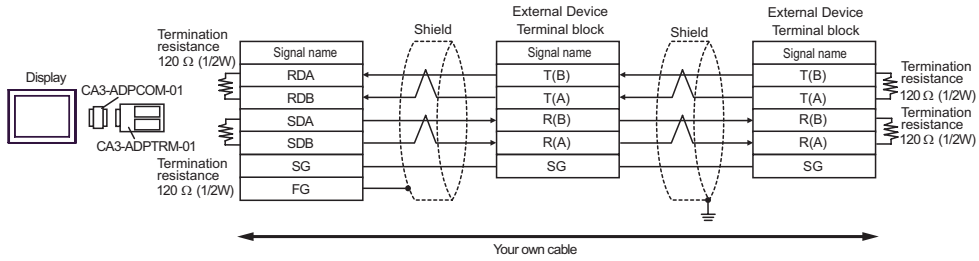 Display
CA3-ADPCOM-01
CA3-ADPTRM-01
Termination
resistance
120 Ω (1/2W)
Termination
resistance
120 Ω (1/2W)
Signal name
RDA
RDB
SDA
SDB
SG
FG
Shield
External Device
Terminal block
Signal name
T(B)
T(A)
R(B)
R(A)
SG
Shield
External Device
Terminal block
Signal name
T(B)
T(A)
R(B)
R(A)
SG
Termination
resistance
120 Ω (1/2W)
Termination
resistance
120 Ω (1/2W)
Your own cable